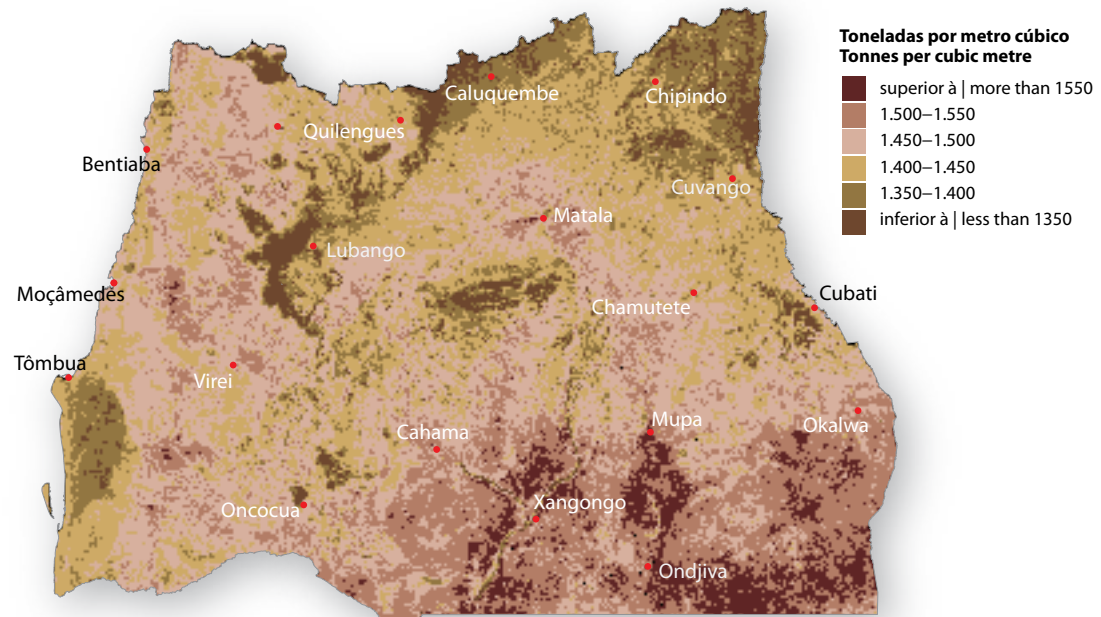 Toneladas por metro cúbico
Tonnes per cubic metre
superior à | more than 1550
1.500–1.550
1.450–1.500
1.400–1.450
1.350–1.400
inferior à | less than 1350
Caluquembe
Chipindo
Quilengues
Bentiaba
Cuvango
Matala
Lubango
Moçâmedes
Chamutete
Cubati
Tômbua
Virei
Mupa
Okalwa
Cahama
Xangongo
Oncocua
Ondjiva